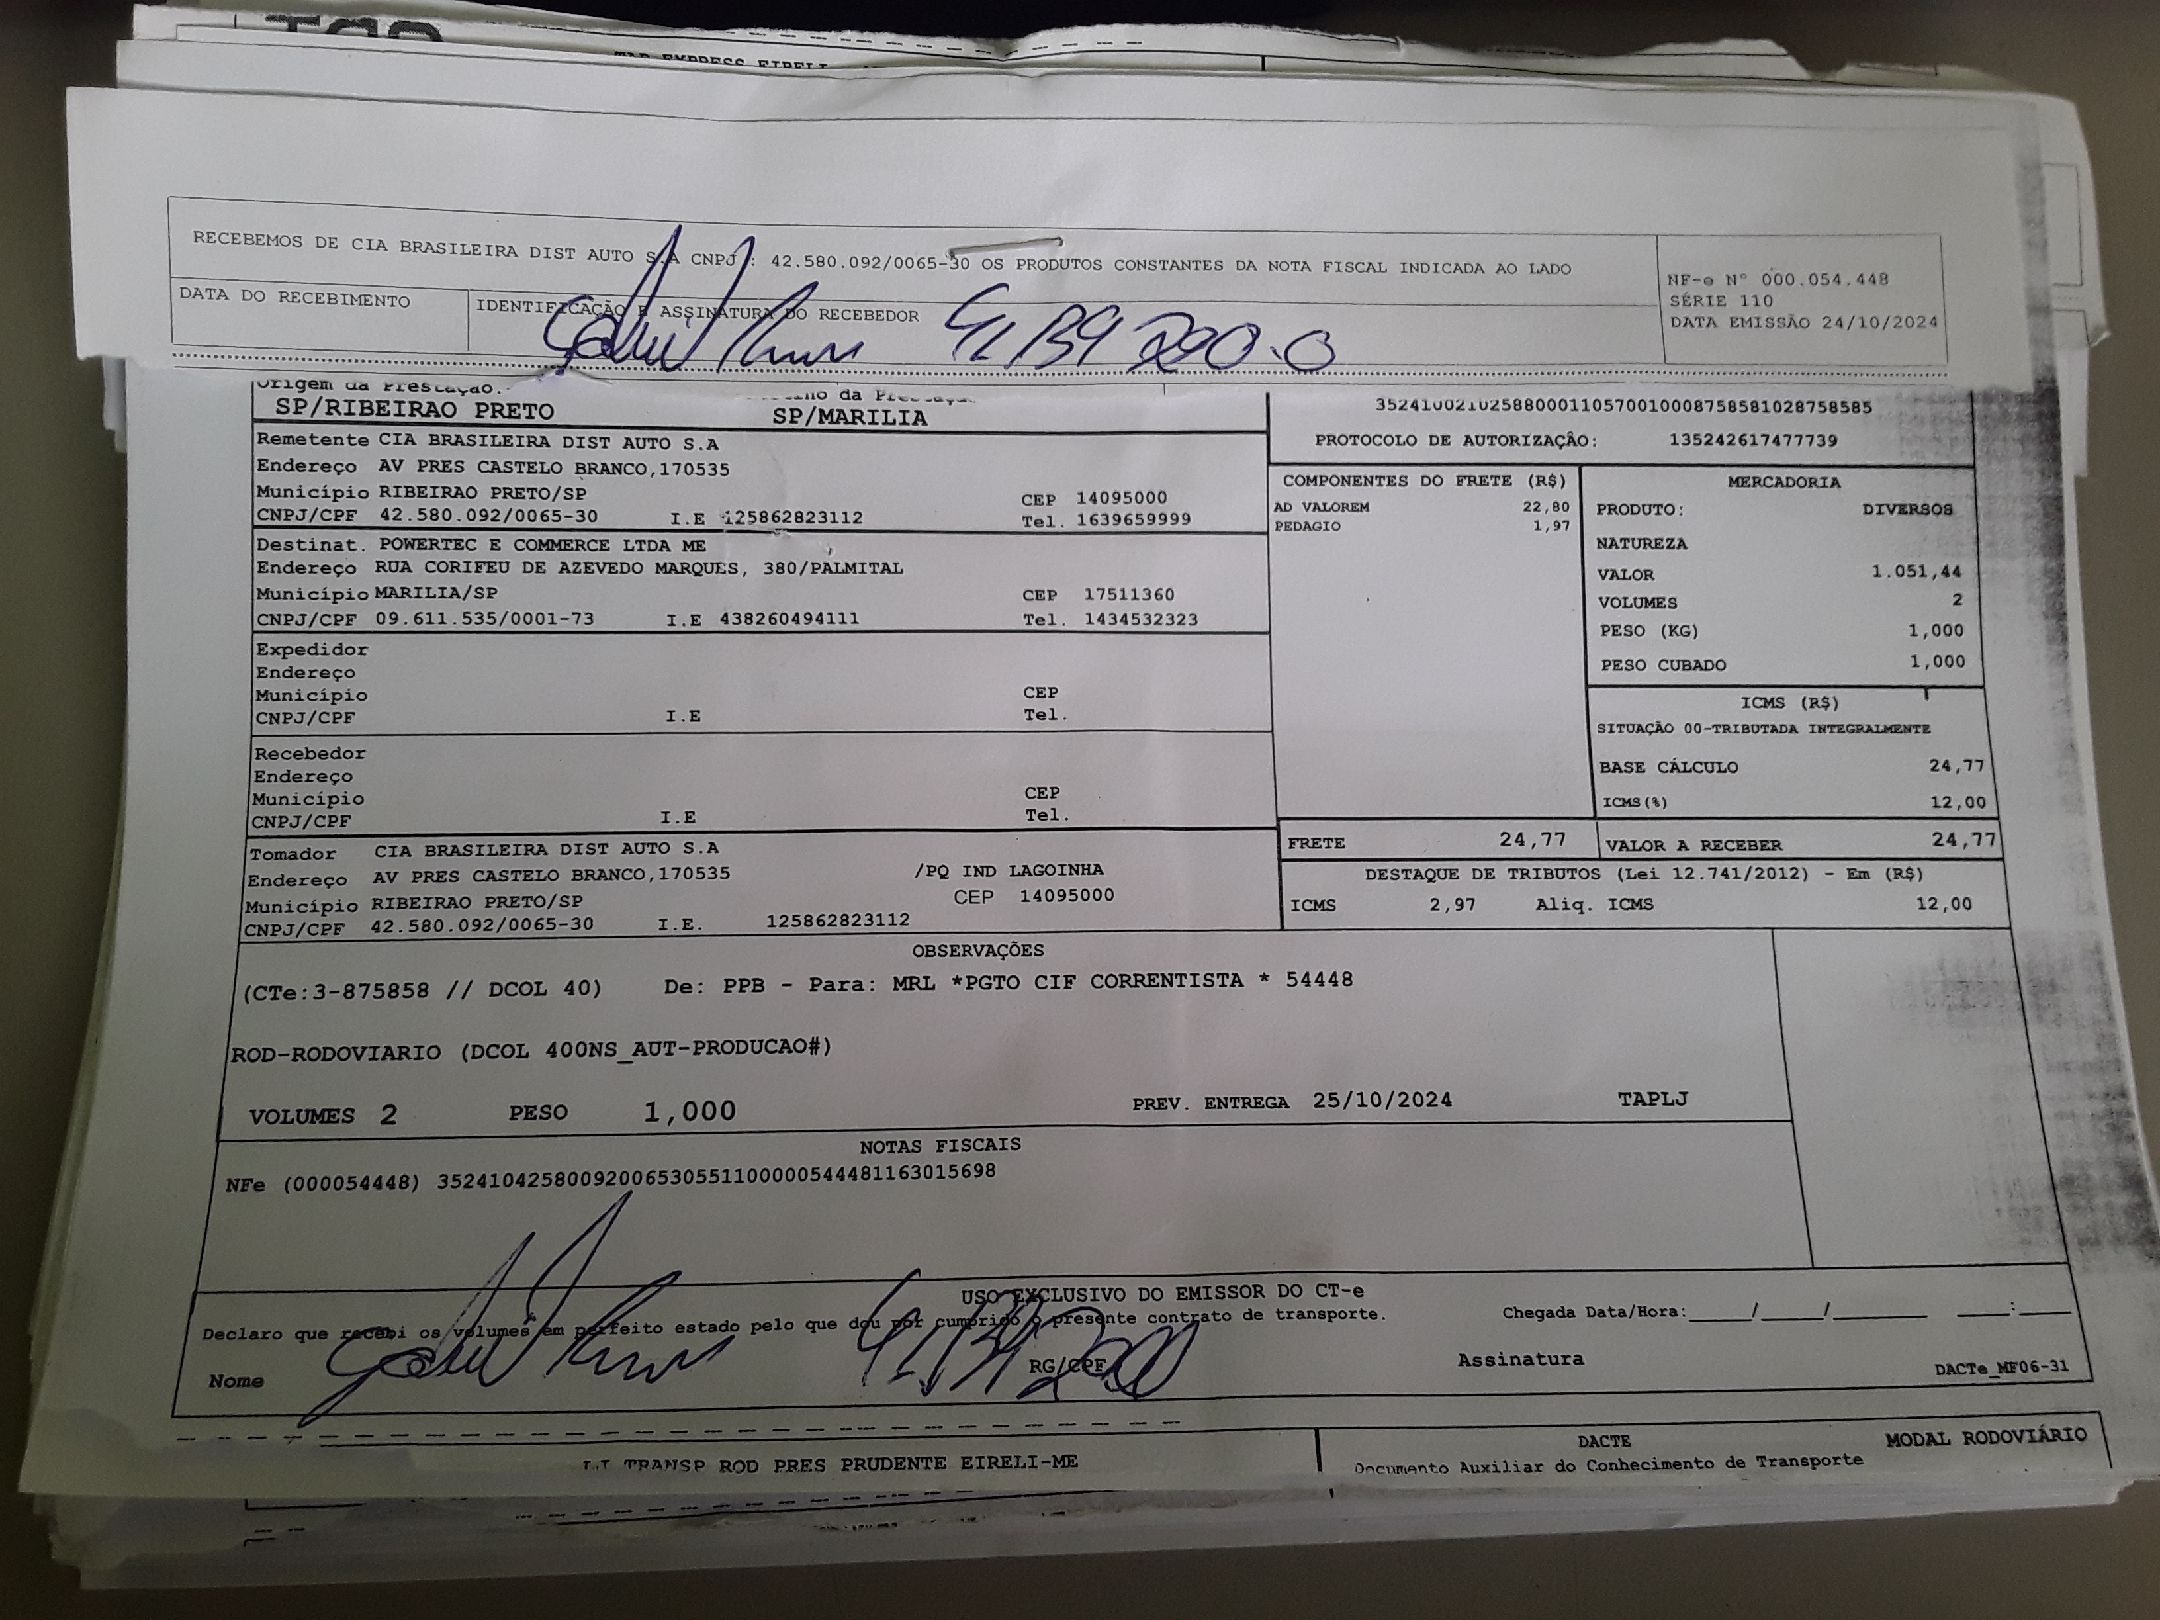 TAP EXPRESS EIRELI
RECEBEMOS DE CIA BRASILEIRA DIST AUTO S.A CNPJ : 42.580.092/0065-30 OS PRODUTOS CONSTANTES DA NOTA FISCAL INDICADA AO LADO
NF-e Nº 000.054.448
SÉRIE 110
DATA EMISSÃO 24/10/2024
DATA DO RECEBIMENTO
IDENTIFICAÇÃO E ASSINATURA DO RECEBEDOR
Origem da Prestação.
SP/RIBEIRAO PRETO
SP/MARILIA
PROTOCOLO DE AUTORIZAÇÃO: 135242617477739
Remetente CIA BRASILEIRA DIST AUTO S.A
Endereço AV PRES CASTELO BRANCO,170535
Município RIBEIRAO PRETO/SP CEP 14095000
CNPJ/CPF 42.580.092/0065-30 I.E 125862823112 Tel. 1639659999
Destinat. POWERTEC E COMMERCE LTDA ME
Endereço RUA CORIFEU DE AZEVEDO MARQUES, 380/PALMITAL
Município MARILIA/SP CEP 17511360
CNPJ/CPF 09.611.535/0001-73 I.E 438260494111 Tel. 1434532323
Expedidor
Endereço
Município CEP
CNPJ/CPF I.E Tel.
Recebedor
Endereço
Município CEP
CNPJ/CPF I.E Tel.
Tomador CIA BRASILEIRA DIST AUTO S.A
Endereço AV PRES CASTELO BRANCO,170535 /PQ IND LAGOINHA
Município RIBEIRAO PRETO/SP CEP 14095000
CNPJ/CPF 42.580.092/0065-30 I.E. 125862823112
COMPONENTES DO FRETE (R$)
AD VALOREM 22,80
PEDAGIO 1,97
MERCADORIA
PRODUTO: DIVERSOS
NATUREZA
VALOR 1.051,44
VOLUMES 2
PESO (KG) 1,000
PESO CUBADO 1,000
ICMS (R$)
SITUAÇÃO 00-TRIBUTADA INTEGRALMENTE
BASE CÁLCULO 24,77
ICMS(%) 12,00
FRETE 24,77 VALOR A RECEBER 24,77
DESTAQUE DE TRIBUTOS (Lei 12.741/2012) - Em (R$)
ICMS 2,97 Aliq. ICMS 12,00
OBSERVAÇÕES
(CTe:3-875858 // DCOL 40) De: PPB - Para: MRL *PGTO CIF CORRENTISTA * 54448
ROD-RODOVIARIO (DCOL 400NS_AUT-PRODUCAO#)
VOLUMES 2 PESO 1,000 PREV. ENTREGA 25/10/2024 TAPLJ
NOTAS FISCAIS
NFe (000054448) 35241042580092006530551100000544481163015698
USO EXCLUSIVO DO EMISSOR DO CT-e
Declaro que recebi os volumes em perfeito estado pelo que dou por cumprido o presente contrato de transporte.
Chegada Data/Hora:_____/_____/________ ____:____
Nome RG/CPF Assinatura
DACTe_MF06-31
TRANSP ROD PRES PRUDENTE EIRELI-ME
DACTE
MODAL RODOVIÁRIO
Documento Auxiliar do Conhecimento de Transporte